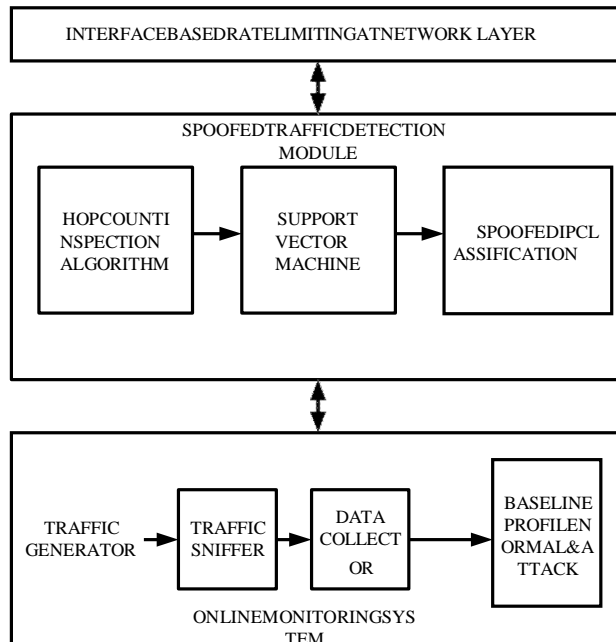 INTERFACEBASEDRATELIMITINGATNETWORK LAYER
SPOOFEDTRAFFICDETECTION
MODULE
HOPCOUNTI
NSPECTION
ALGORITHM
SUPPORT
VECTOR
MACHINE
SPOOFEDIPCL
ASSIFICATION
TRAFFIC
GENERATOR
TRAFFIC
SNIFFER
DATA
COLLECT
OR
BASELINE
PROFILEN
ORMAL&A
TTACK
ONLINEMONITORINGSYS
TEM